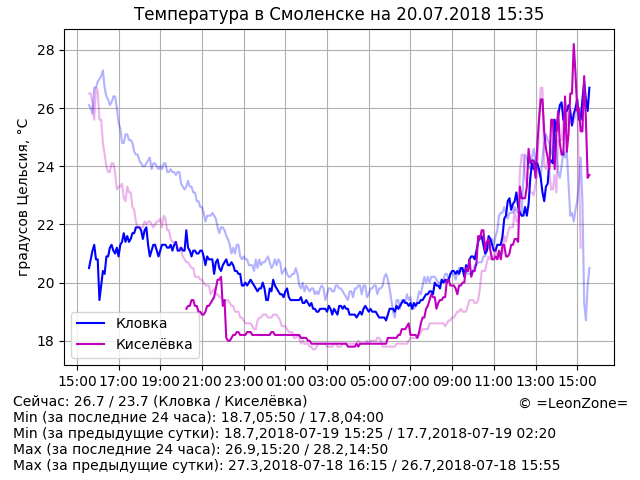 Температура в Смоленске на 20.07.2018 15:35
градусов Цельсия, °C
28
26
24
22
20
18
Кловка
Киселёвка
15:00 17:00 19:00 21:00 23:00 01:00 03:00 05:00 07:00 09:00 11:00 13:00 15:00
Сейчас: 26.7 / 23.7 (Кловка / Киселёвка)
© =LeonZone=
Min (за последние 24 часа): 18.7,05:50 / 17.8,04:00
Min (за предыдущие сутки): 18.7,2018-07-19 15:25 / 17.7,2018-07-19 02:20
Max (за последние 24 часа): 26.9,15:20 / 28.2,14:50
Max (за предыдущие сутки): 27.3,2018-07-18 16:15 / 26.7,2018-07-18 15:55